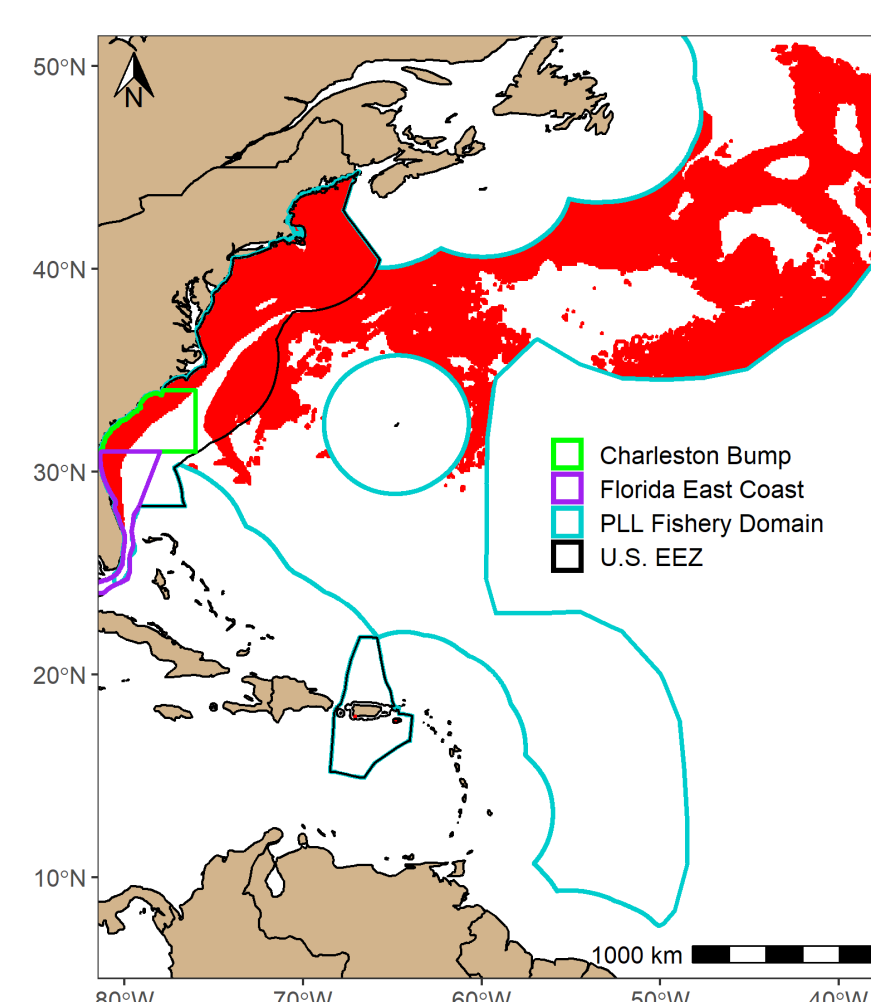 50°N
N
40°N
30°N
Charleston Bump
Florida East Coast
PLL Fishery Domain
U.S. EEZ
20°N
10°N
1000 km
80°W 70°W 60°W 50°W 40°W